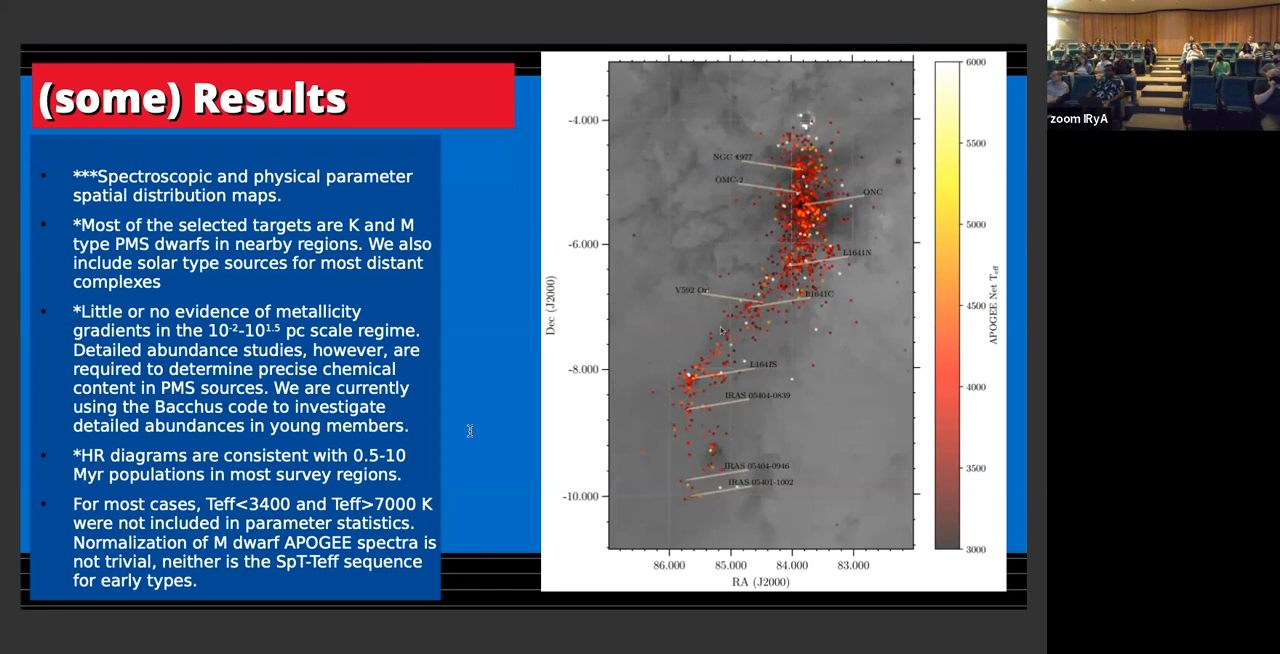 (some) Results
***Spectroscopic and physical parameter
spatial distribution maps.
*Most of the selected targets are K and M
type PMS dwarfs in nearby regions. We also
include solar type sources for most distant
complexes
*Little or no evidence of metallicity
gradients in the 10⁻²-10¹·⁵ pc scale regime.
Detailed abundance studies, however, are
required to determine precise chemical
content in PMS sources. We are currently
using the Bacchus code to investigate
detailed abundances in young members.
*HR diagrams are consistent with 0.5-10
Myr populations in most survey regions.
For most cases, Teff<3400 and Teff>7000 K
were not included in parameter statistics.
Normalization of M dwarf APOGEE spectra is
not trivial, neither is the SpT-Teff sequence
for early types.
-4.000
-6.000
-8.000
-10.000
Dec (J2000)
86.000
85.000
84.000
83.000
RA (J2000)
NGC 1977
OMC-2
ONC
L1641N
V592 Ori
L1641C
L1641S
IRAS 05404-0839
IRAS 05404-0946
IRAS 05401-1002
6000
5500
5000
4500
4000
3500
3000
APOGEE Net Teff
zoom IRyA